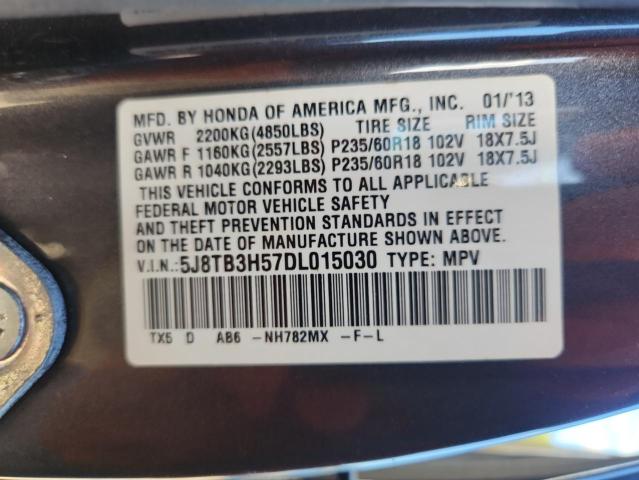 MFD. BY HONDA OF AMERICA MFG., INC. 01/'13
GVWR 2200KG(4850LBS) TIRE SIZE RIM SIZE
GAWR F 1160KG(2557LBS) P235/60R18 102V 18X7.5J
GAWR R 1040KG(2293LBS) P235/60R18 102V 18X7.5J
THIS VEHICLE CONFORMS TO ALL APPLICABLE
FEDERAL MOTOR VEHICLE SAFETY
AND THEFT PREVENTION STANDARDS IN EFFECT
ON THE DATE OF MANUFACTURE SHOWN ABOVE.
V.I.N.:5J8TB3H57DL015030 TYPE: MPV
TX5 D AB6 -NH782MX -F-L